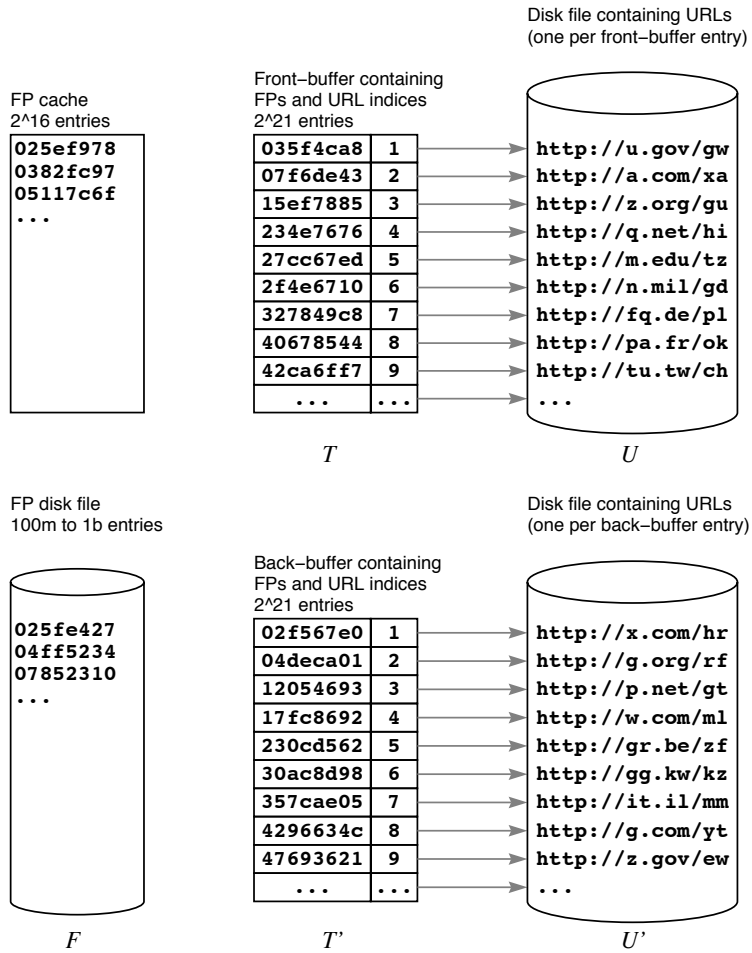 Disk file containing URLs
(one per front−buffer entry)
Front−buffer containing
FPs and URL indices
2^21 entries
FP cache
2^16 entries
025ef978
0382fc97
05117c6f
...
035f4ca8 1 http://u.gov/gw
07f6de43 2 http://a.com/xa
15ef7885 3 http://z.org/gu
234e7676 4 http://q.net/hi
27cc67ed 5 http://m.edu/tz
2f4e6710 6 http://n.mil/gd
327849c8 7 http://fq.de/pl
40678544 8 http://pa.fr/ok
42ca6ff7 9 http://tu.tw/ch
... ... ...
T U
FP disk file
100m to 1b entries
Disk file containing URLs
(one per back−buffer entry)
Back−buffer containing
FPs and URL indices
2^21 entries
025fe427
04ff5234
07852310
...
02f567e0 1 http://x.com/hr
04deca01 2 http://g.org/rf
12054693 3 http://p.net/gt
17fc8692 4 http://w.com/ml
230cd562 5 http://gr.be/zf
30ac8d98 6 http://gg.kw/kz
357cae05 7 http://it.il/mm
4296634c 8 http://g.com/yt
47693621 9 http://z.gov/ew
... ... ...
F T’ U’